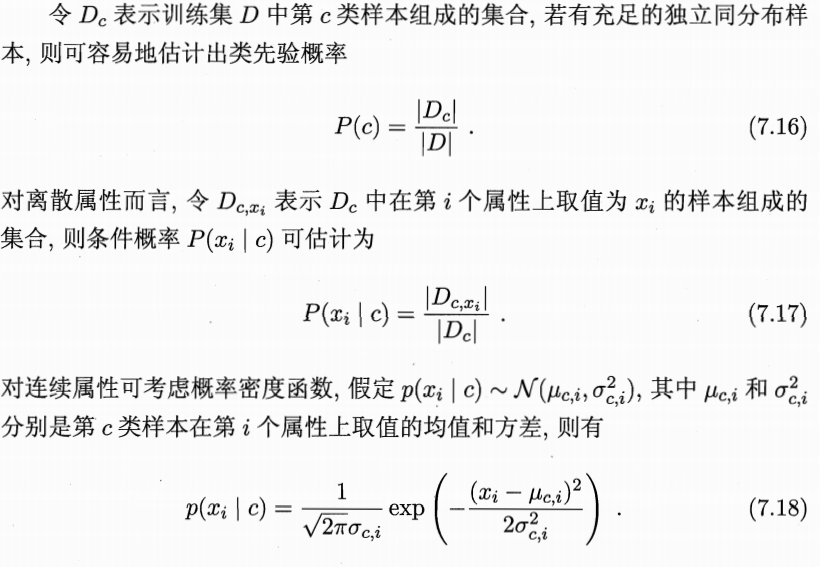 令 $D_c$ 表示训练集 $D$ 中第 $c$ 类样本组成的集合, 若有充足的独立同分布样
本, 则可容易地估计出类先验概率
$P(c) = \frac{|D_c|}{|D|}$ . (7.16)
对离散属性而言, 令 $D_{c,x_i}$ 表示 $D_c$ 中在第 $i$ 个属性上取值为 $x_i$ 的样本组成的
集合, 则条件概率 $P(x_i \mid c)$ 可估计为
$P(x_i \mid c) = \frac{|D_{c,x_i}|}{|D_c|}$ . (7.17)
对连续属性可考虑概率密度函数, 假定 $p(x_i \mid c) \sim \mathcal{N}(\mu_{c,i}, \sigma_{c,i}^2)$, 其中 $\mu_{c,i}$ 和 $\sigma_{c,i}^2$
分别是第 $c$ 类样本在第 $i$ 个属性上取值的均值和方差, 则有
$p(x_i \mid c) = \frac{1}{\sqrt{2\pi}\sigma_{c,i}} \exp\left(-\frac{(x_i - \mu_{c,i})^2}{2\sigma_{c,i}^2}\right)$ . (7.18)